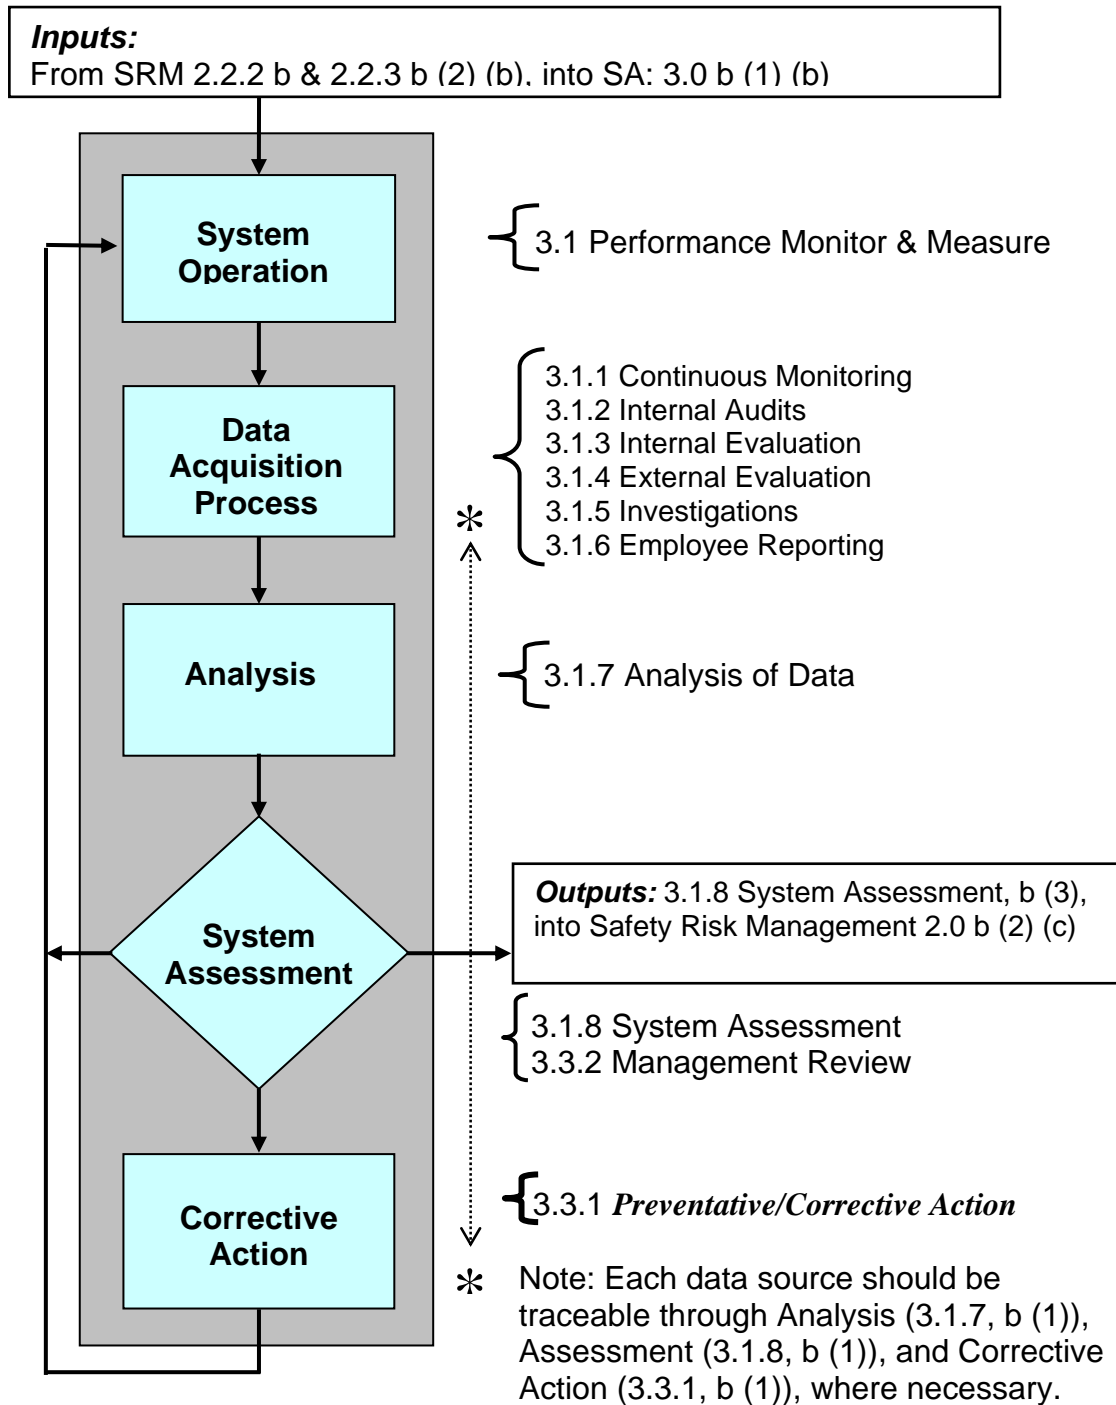 Inputs:
From SRM 2.2.2 b & 2.2.3 b (2) (b), into SA: 3.0 b (1) (b)
System
Operation
3.1 Performance Monitor & Measure
Data
Acquisition
Process
3.1.1 Continuous Monitoring
3.1.2 Internal Audits
3.1.3 Internal Evaluation
3.1.4 External Evaluation
3.1.5 Investigations
3.1.6 Employee Reporting
*
Analysis
3.1.7 Analysis of Data
System
Assessment
Outputs: 3.1.8 System Assessment, b (3),
into Safety Risk Management 2.0 b (2) (c)
3.1.8 System Assessment
3.3.2 Management Review
Corrective
Action
3.3.1 Preventative/Corrective Action
* Note: Each data source should be
traceable through Analysis (3.1.7, b (1)),
Assessment (3.1.8, b (1)), and Corrective
Action (3.3.1, b (1)), where necessary.